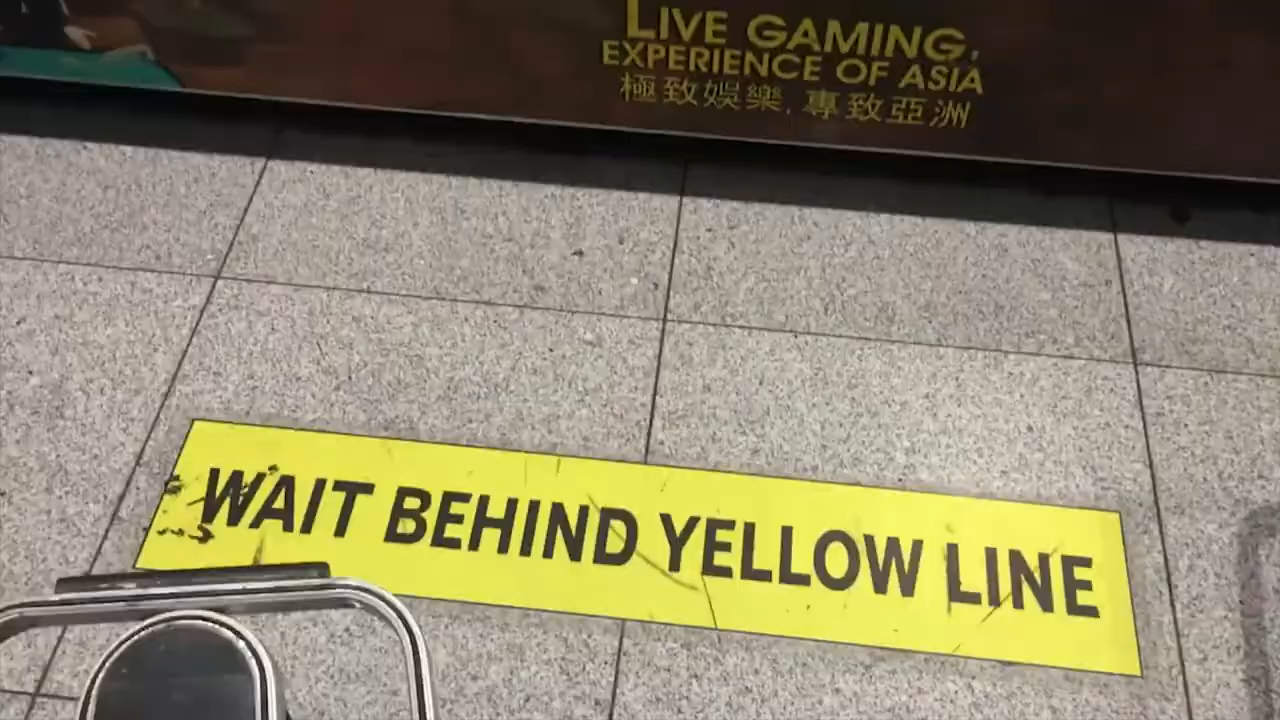 LIVE GAMING,
EXPERIENCE OF ASIA
極致娛樂, 專致亞洲
WAIT BEHIND YELLOW LINE